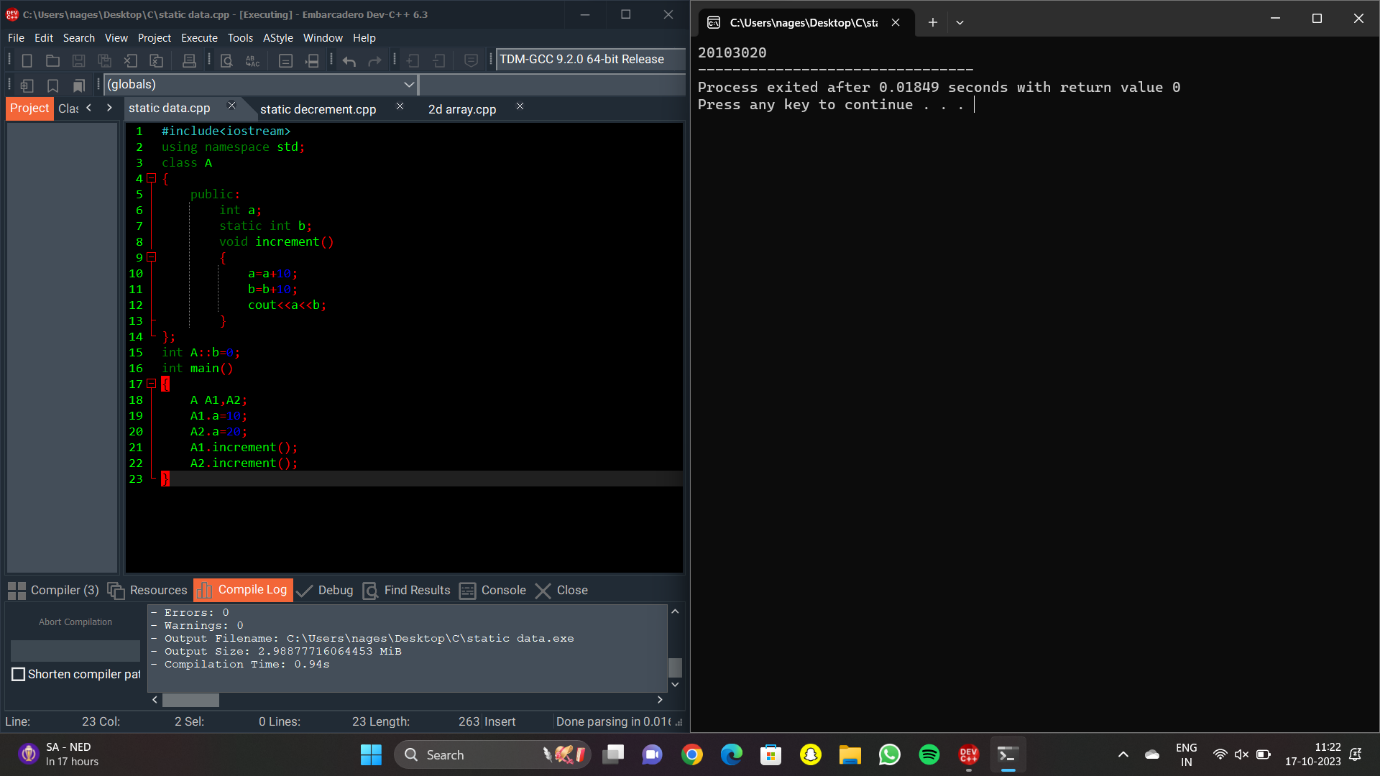 C:\Users\nages\Desktop\C\static data.cpp - [Executing] - Embarcadero Dev-C++ 6.3
File Edit Search View Project Execute Tools AStyle Window Help
TDM-GCC 9.2.0 64-bit Release
(globals)
Project Clas
static data.cpp static decrement.cpp 2d array.cpp
1 #include<iostream>
2 using namespace std;
3 class A
4 {
5 public:
6 int a;
7 static int b;
8 void increment()
9 {
10 a=a+10;
11 b=b+10;
12 cout<<a<<b;
13 }
14 };
15 int A::b=0;
16 int main()
17 {
18 A A1,A2;
19 A1.a=10;
20 A2.a=20;
21 A1.increment();
22 A2.increment();
23 }
Compiler (3) Resources Compile Log Debug Find Results Console Close
Abort Compilation
Shorten compiler pat
- Errors: 0
- Warnings: 0
- Output Filename: C:\Users\nages\Desktop\C\static data.exe
- Output Size: 2.98877716064453 MiB
- Compilation Time: 0.94s
Line: 23 Col: 2 Sel: 0 Lines: 23 Length: 263 Insert Done parsing in 0.016
C:\Users\nages\Desktop\C\sta
20103020
--------------------------------
Process exited after 0.01849 seconds with return value 0
Press any key to continue . . .
SA - NED
In 17 hours
Search
DEV C++
ENG
IN
11:22
17-10-2023